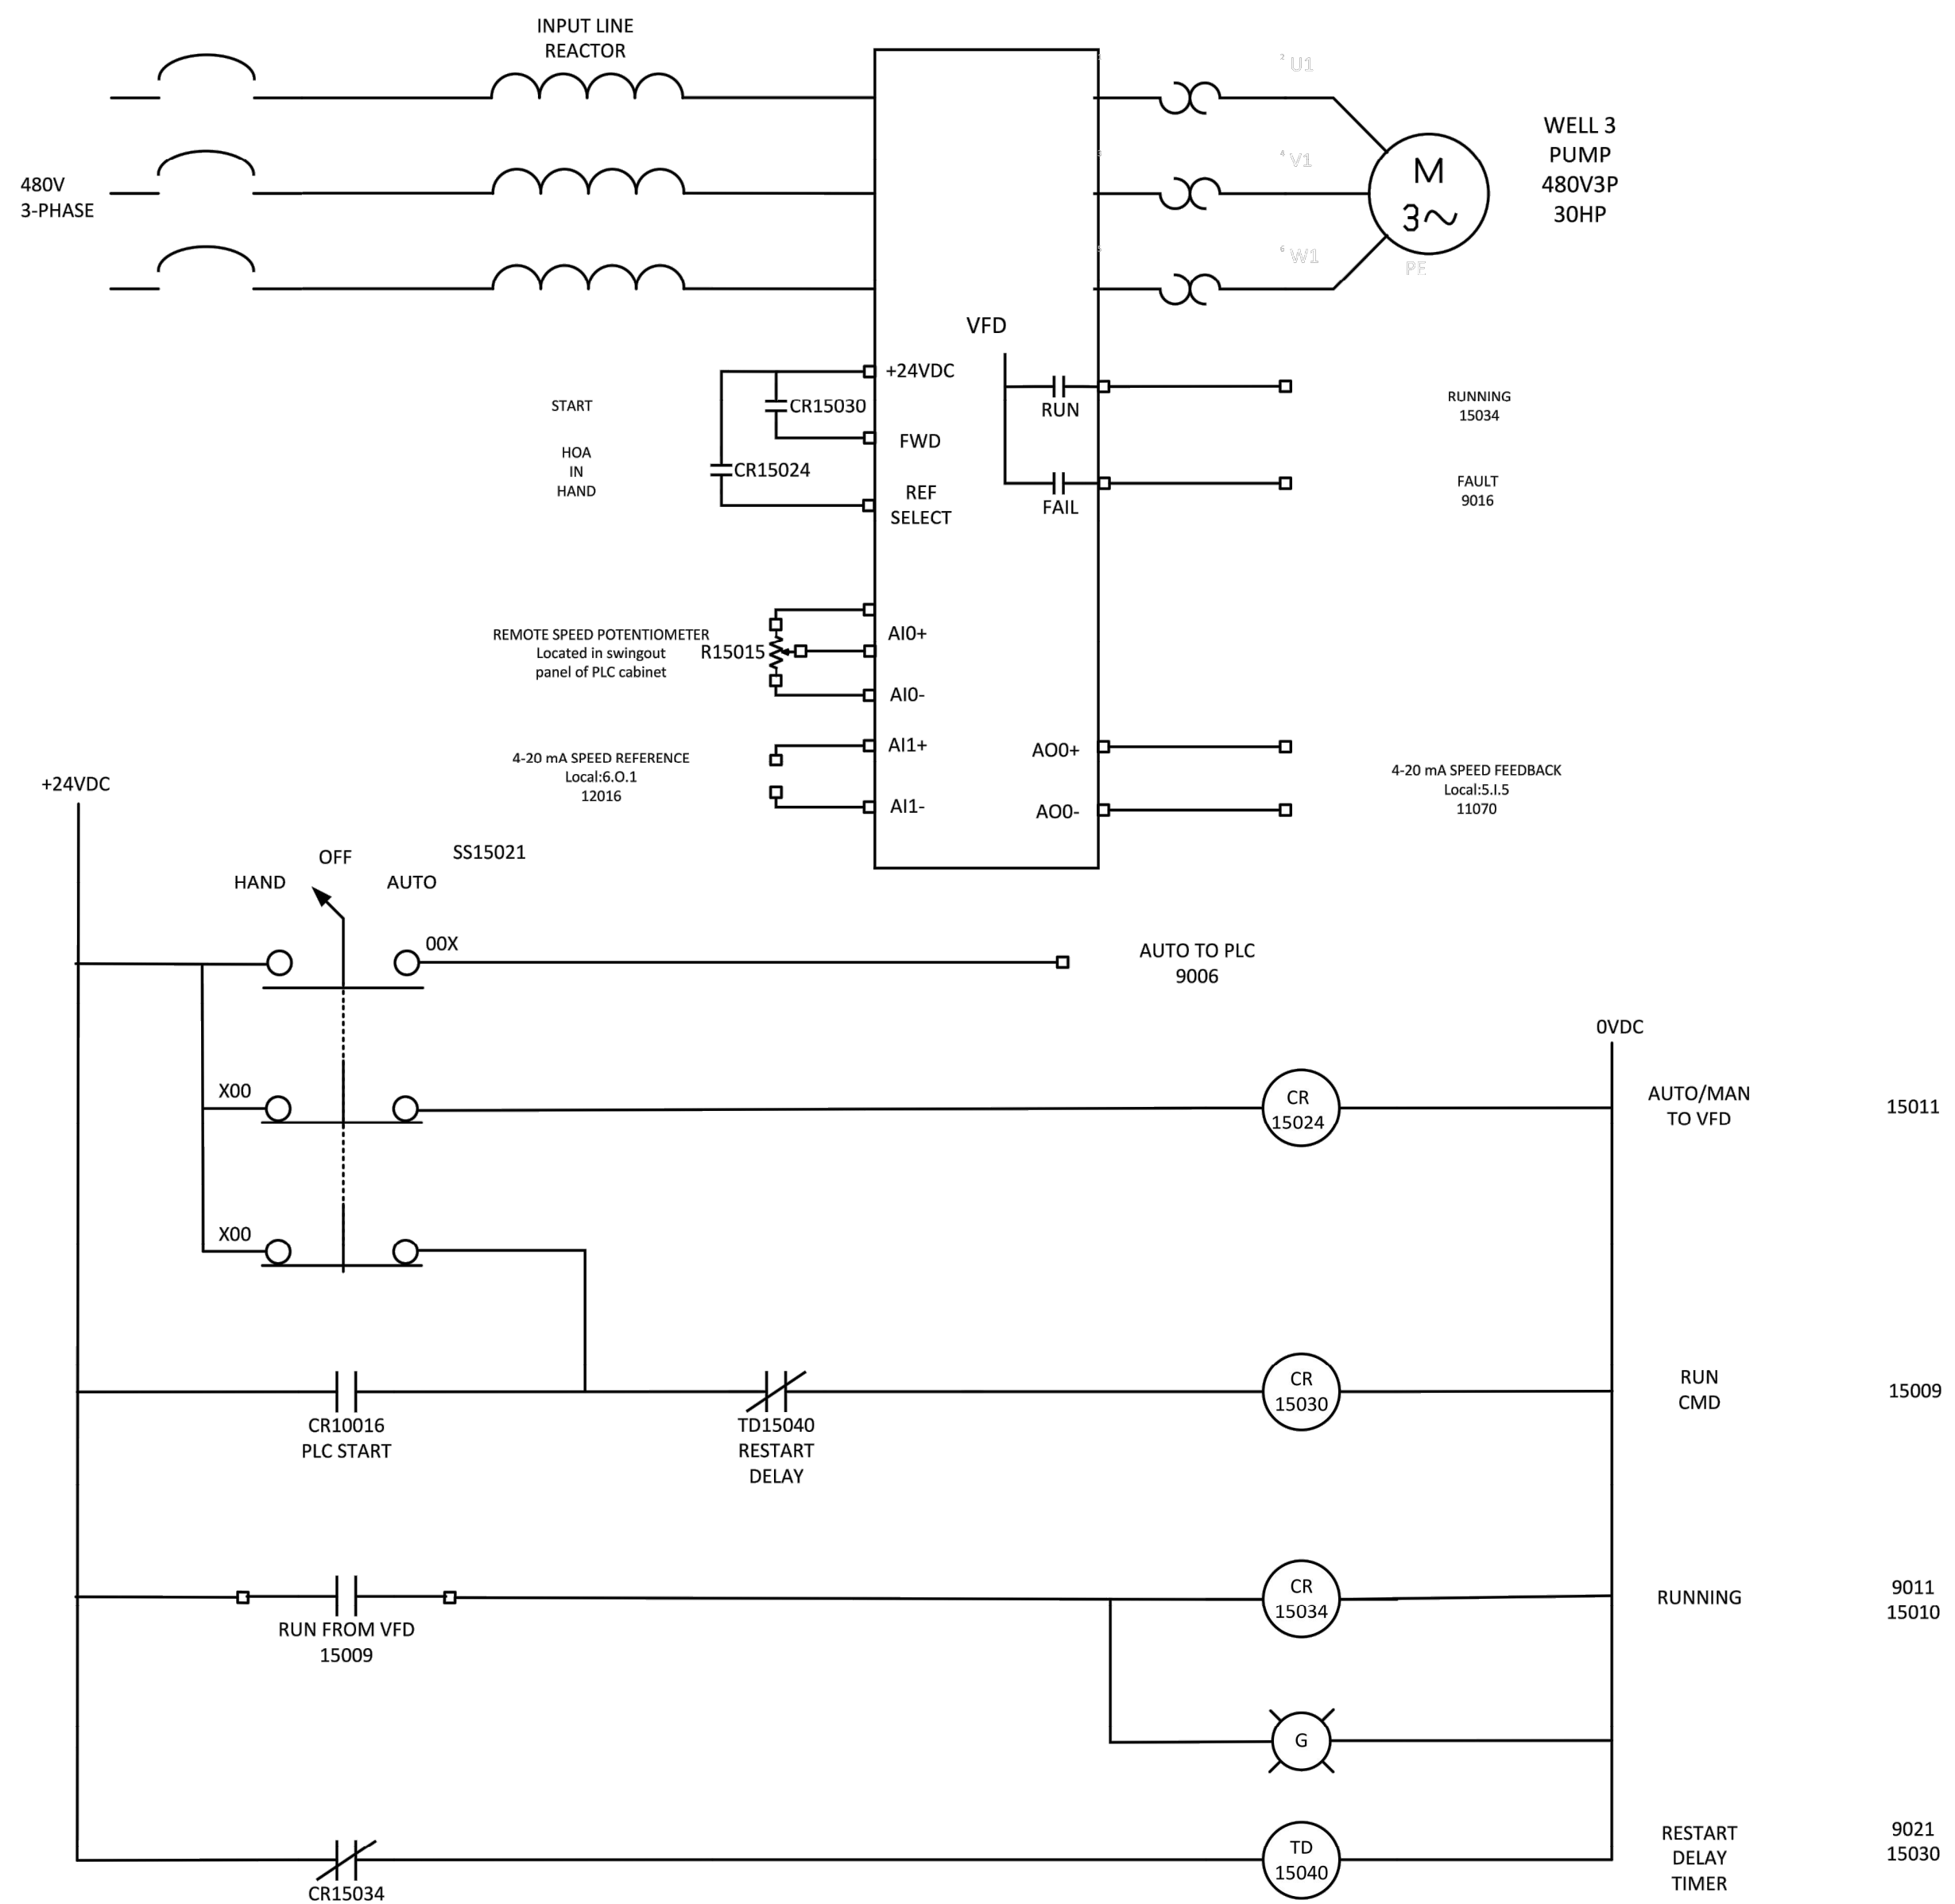 INPUT LINE
REACTOR
480V
3-PHASE
U1
V1
W1
PE
M
3~
WELL 3
PUMP
480V3P
30HP
VFD
+24VDC
CR15030
FWD
CR15024
REF
SELECT
START
HOA
IN
HAND
RUN
FAIL
RUNNING
15034
FAULT
9016
REMOTE SPEED POTENTIOMETER
Located in swingout
panel of PLC cabinet
R15015
AI0+
AI0-
4-20 mA SPEED REFERENCE
Local:6.O.1
12016
AI1+
AI1-
AO0+
AO0-
4-20 mA SPEED FEEDBACK
Local:5.I.5
11070
+24VDC
OFF
SS15021
HAND
AUTO
00X
AUTO TO PLC
9006
0VDC
X00
CR
15024
AUTO/MAN
TO VFD
15011
X00
CR10016
PLC START
TD15040
RESTART
DELAY
CR
15030
RUN
CMD
15009
RUN FROM VFD
15009
CR
15034
RUNNING
9011
15010
G
CR15034
TD
15040
RESTART
DELAY
TIMER
9021
15030